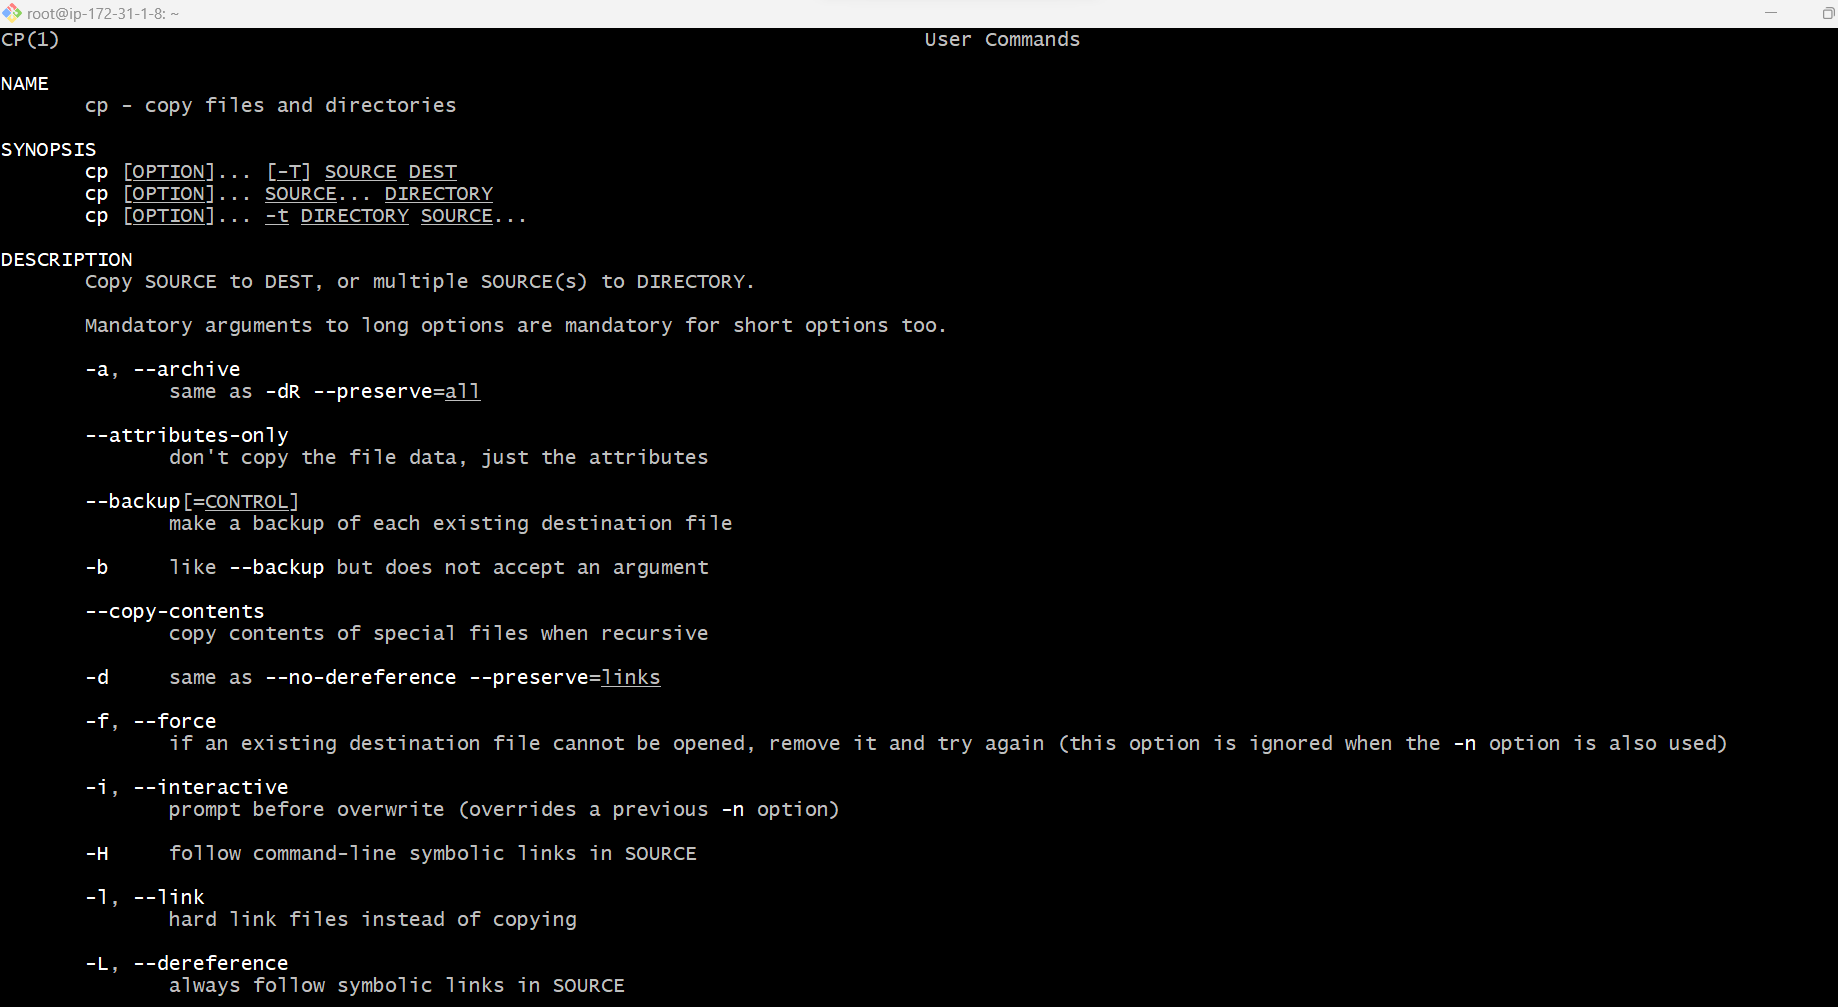 root@ip-172-31-1-8: ~
CP(1) User Commands
NAME
cp - copy files and directories
SYNOPSIS
cp [OPTION]... [-T] SOURCE DEST
cp [OPTION]... SOURCE... DIRECTORY
cp [OPTION]... -t DIRECTORY SOURCE...
DESCRIPTION
Copy SOURCE to DEST, or multiple SOURCE(s) to DIRECTORY.
Mandatory arguments to long options are mandatory for short options too.
-a, --archive
same as -dR --preserve=all
--attributes-only
don't copy the file data, just the attributes
--backup[=CONTROL]
make a backup of each existing destination file
-b like --backup but does not accept an argument
--copy-contents
copy contents of special files when recursive
-d same as --no-dereference --preserve=links
-f, --force
if an existing destination file cannot be opened, remove it and try again (this option is ignored when the -n option is also used)
-i, --interactive
prompt before overwrite (overrides a previous -n option)
-H follow command-line symbolic links in SOURCE
-l, --link
hard link files instead of copying
-L, --dereference
always follow symbolic links in SOURCE